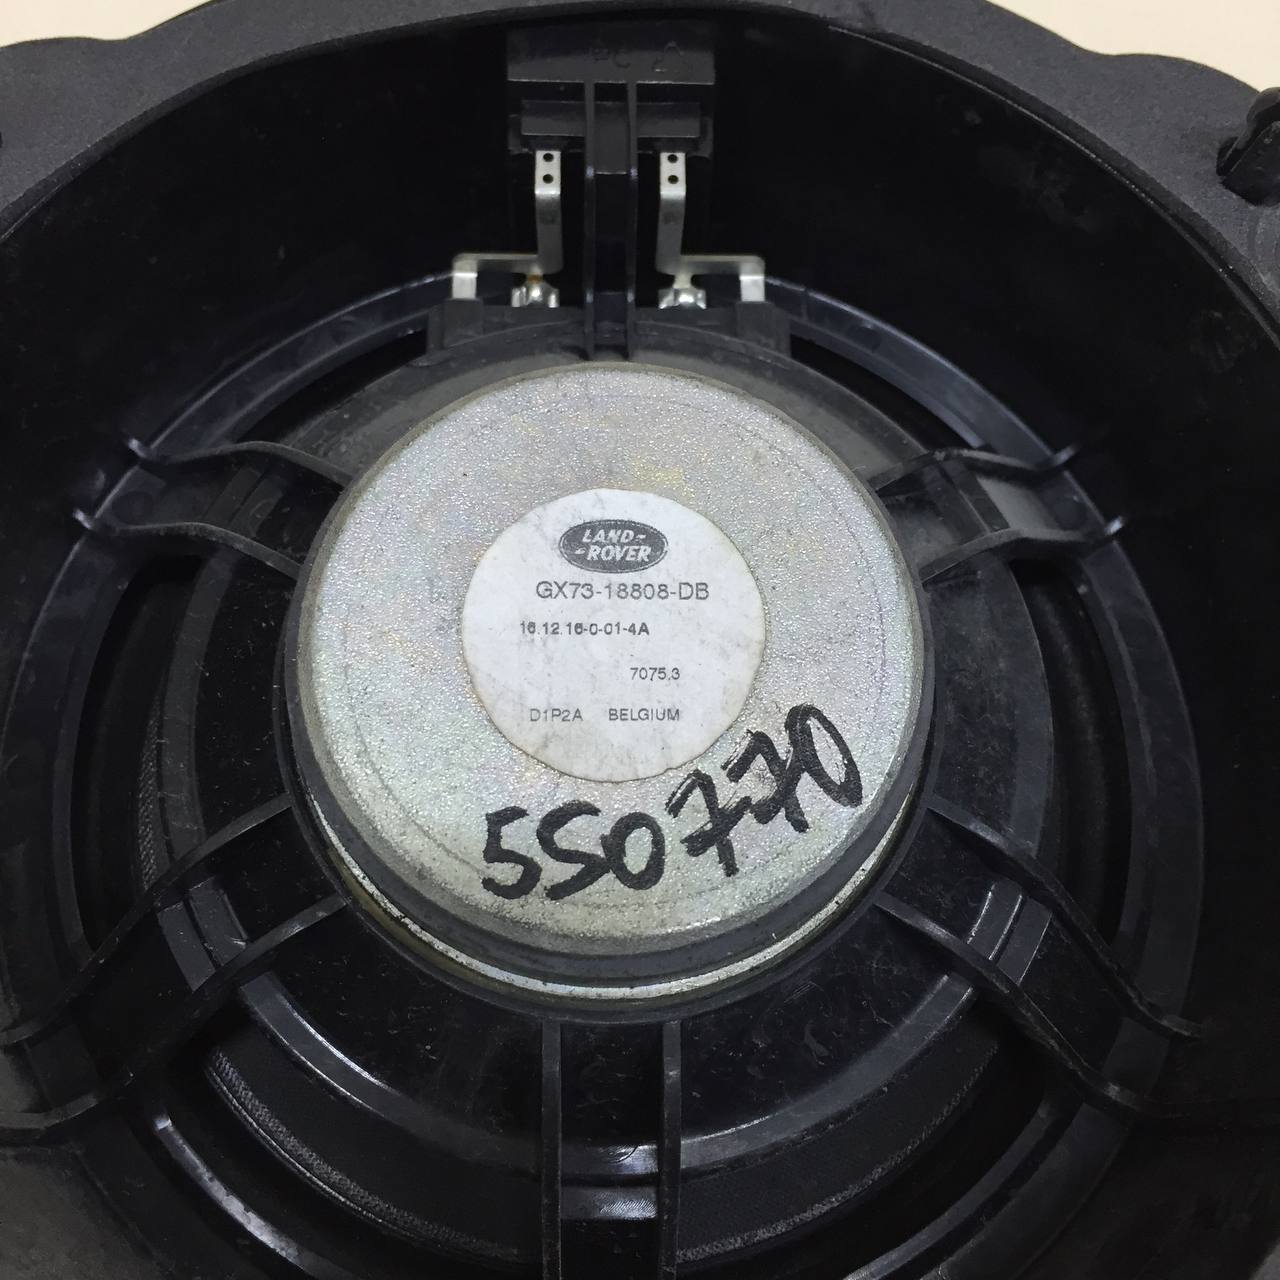 LAND-
-ROVER
GX73-18808-DB
16.12.16-0-01-4A
7075.3
D1P2A BELGIUM
550770